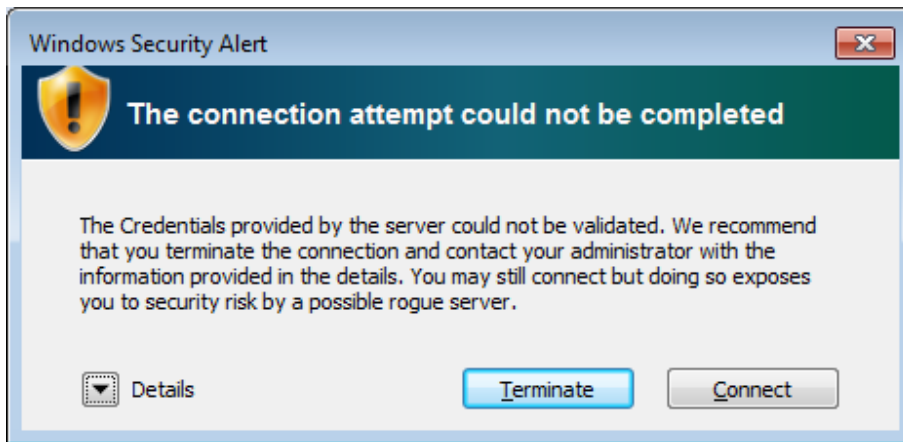 Windows Security Alert
The connection attempt could not be completed
The Credentials provided by the server could not be validated. We recommend
that you terminate the connection and contact your administrator with the
information provided in the details. You may still connect but doing so exposes
you to security risk by a possible rogue server.
Details Terminate Connect